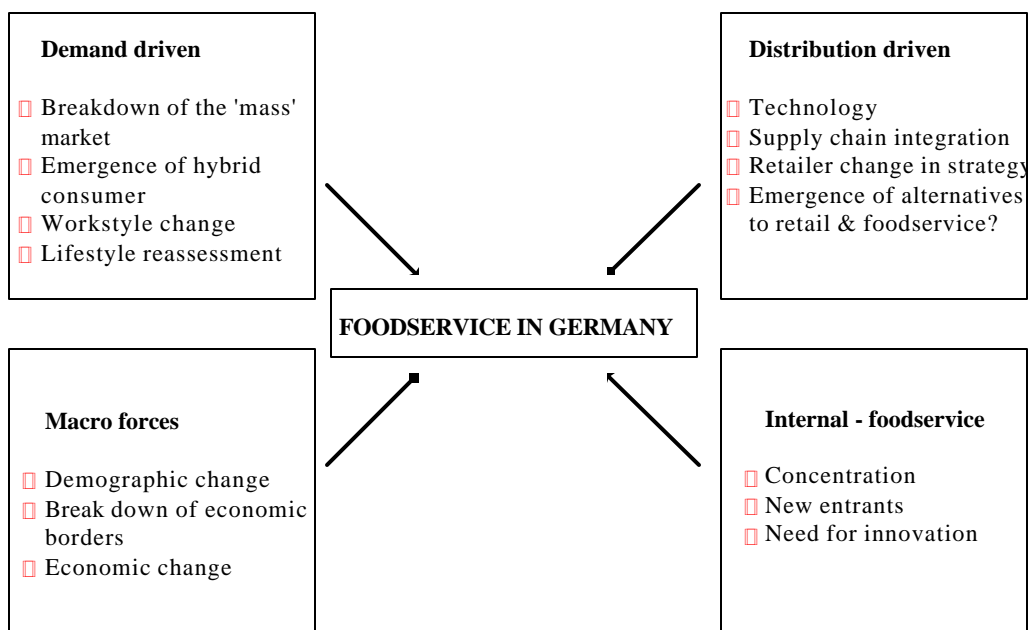 Demand driven
Breakdown of the 'mass'
market
Emergence of hybrid
consumer
Workstyle change
Lifestyle reassessment
Distribution driven
Technology
Supply chain integration
Retailer change in strategy
Emergence of alternatives
to retail & foodservice?
FOODSERVICE IN GERMANY
Macro forces
Demographic change
Break down of economic
borders
Economic change
Internal - foodservice
Concentration
New entrants
Need for innovation